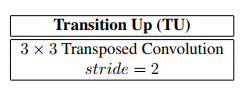 Transition Up (TU)
3 × 3 Transposed Convolution
stride = 2